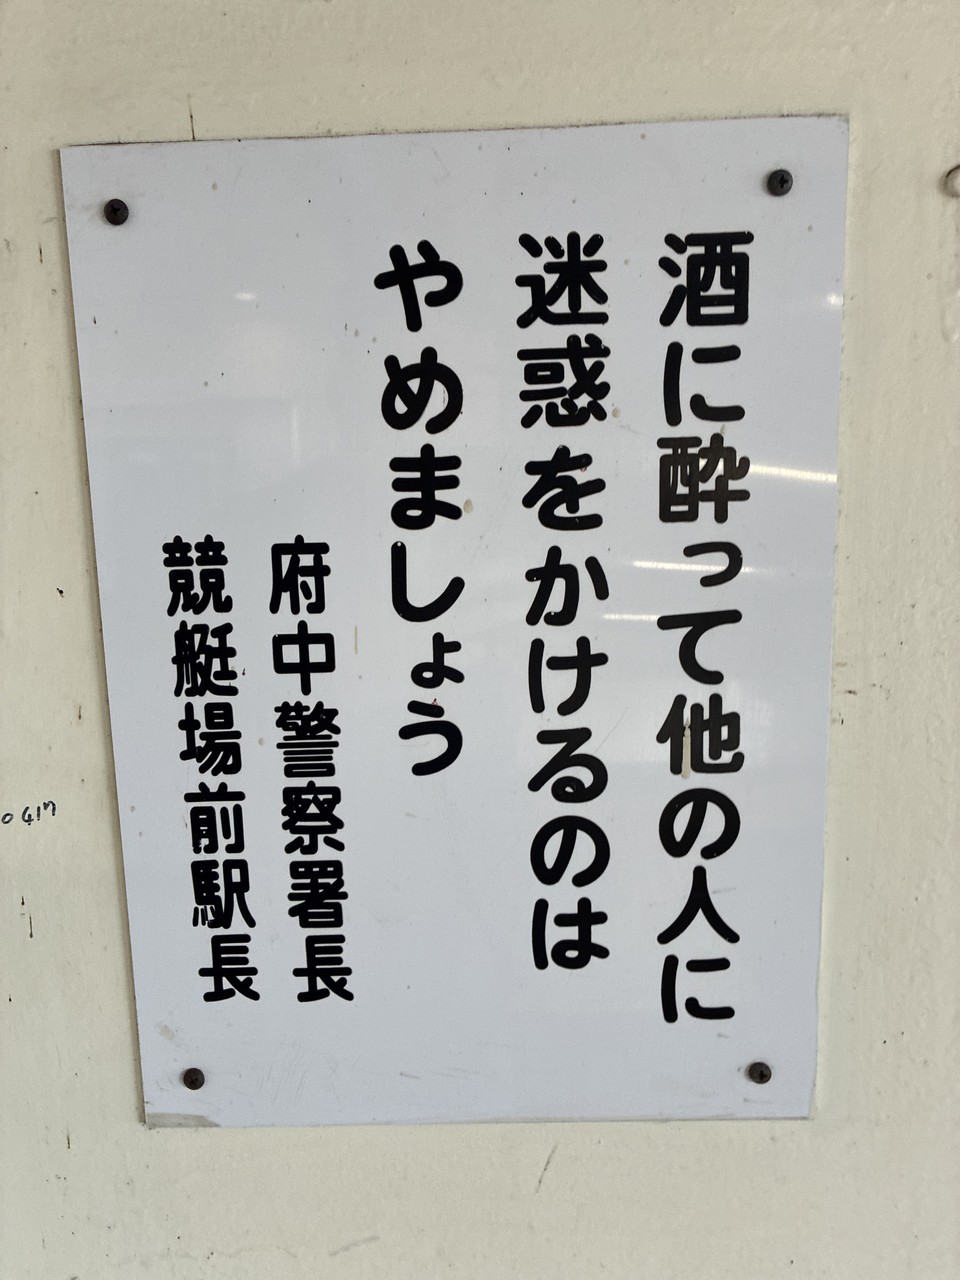 酒に酔って他の人に
迷惑をかけるのは
やめましょう
府中警察署長
競艇場前駅長